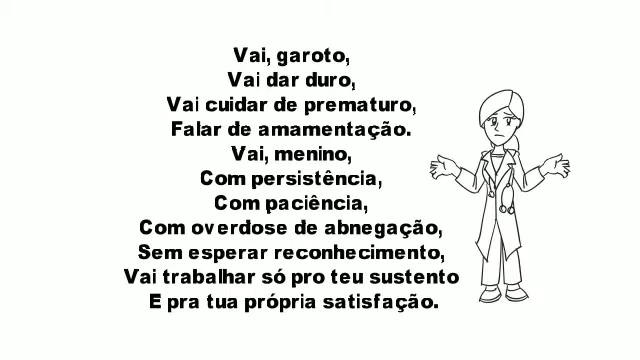 Vai, garoto,
Vai dar duro,
Vai cuidar de prematuro,
Falar de amamentação.
Vai, menino,
Com persistência,
Com paciência,
Com overdose de abnegação,
Sem esperar reconhecimento,
Vai trabalhar só pro teu sustento
E pra tua própria satisfação.